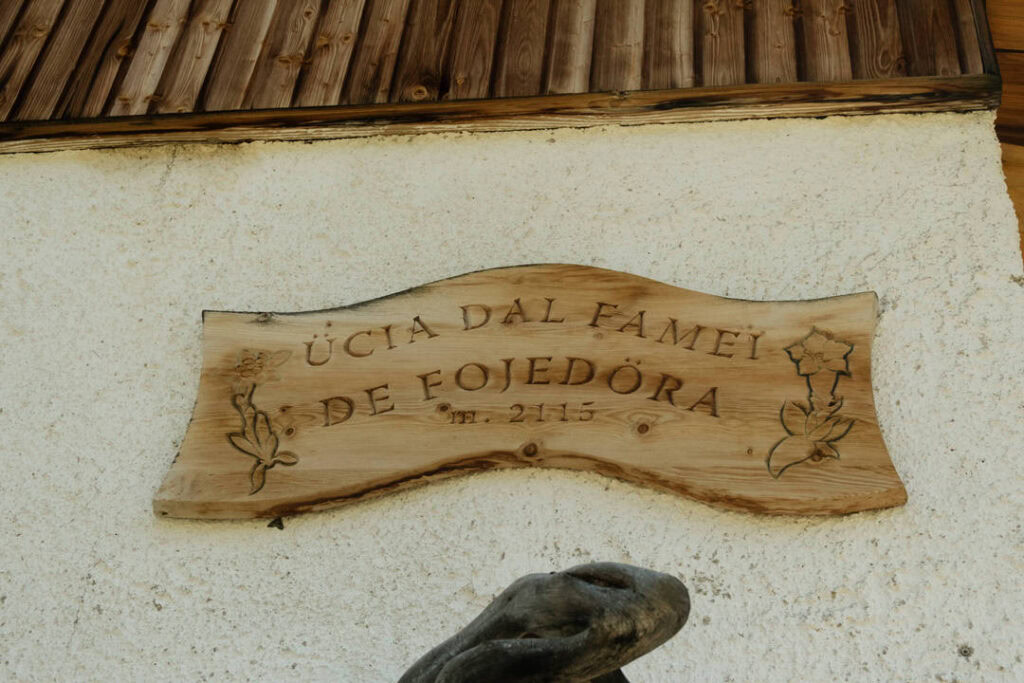 ÜCIA DAL FAMEI
DE FOJEDÖRA
m. 2115